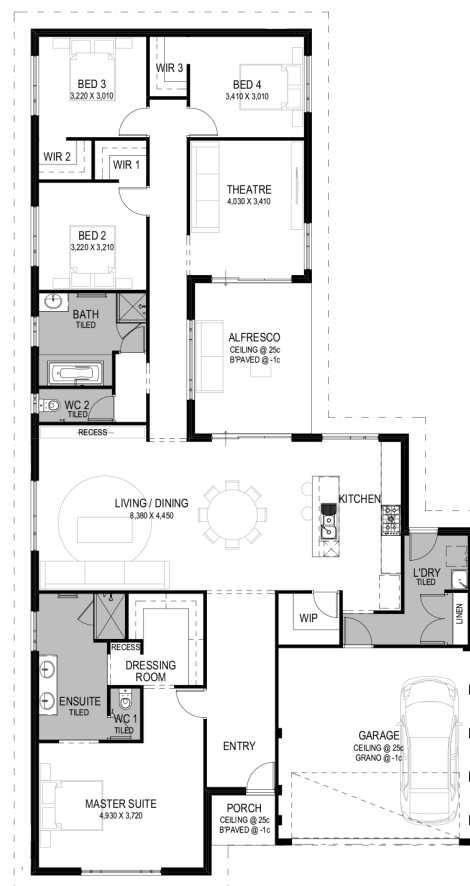 BED 3
3,220 X 3,010
WIR 3
BED 4
3,410 X 3,010
WIR 2
WIR 1
THEATRE
4,030 X 3,410
BED 2
3,220 X 3,210
BATH
TILED
ALFRESCO
CEILING @ 25c
B'PAVED @ -1c
WC 2
TILED
RECESS
LIVING / DINING
8,380 X 4,450
KITCHEN
L'DRY
TILED
LINEN
WIP
RECESS
DRESSING
ROOM
ENSUITE
TILED
WC 1
TILED
ENTRY
GARAGE
CEILING @ 25c
GRANO @ -1c
MASTER SUITE
4,930 X 3,720
PORCH
CEILING @ 25c
B'PAVED @ -1c